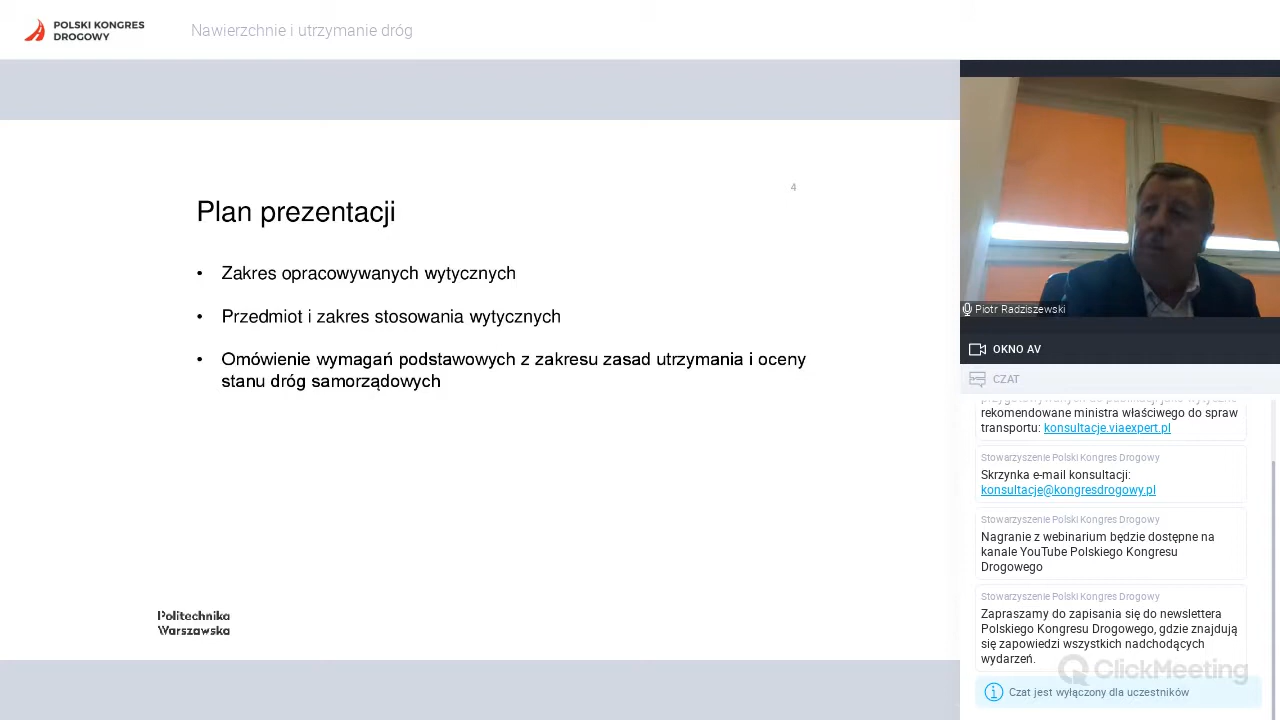 POLSKI KONGRES
DROGOWY
Nawierzchnie i utrzymanie dróg
4
Plan prezentacji
• Zakres opracowywanych wytycznych
• Przedmiot i zakres stosowania wytycznych
• Omówienie wymagań podstawowych z zakresu zasad utrzymania i oceny
stanu dróg samorządowych
Politechnika
Warszawska
Piotr Radziszewski
OKNO AV
CZAT
rekomendowane ministra właściwego do spraw
transportu: konsultacje.viaexpert.pl
Stowarzyszenie Polski Kongres Drogowy
Skrzynka e-mail konsultacji:
konsultacje@kongresdrogowy.pl
Stowarzyszenie Polski Kongres Drogowy
Nagranie z webinarium będzie dostępne na
kanale YouTube Polskiego Kongresu
Drogowego
Stowarzyszenie Polski Kongres Drogowy
Zapraszamy do zapisania się do newslettera
Polskiego Kongresu Drogowego, gdzie znajdują
się zapowiedzi wszystkich nadchodzących
wydarzeń.
ClickMeeting
Czat jest wyłączony dla uczestników